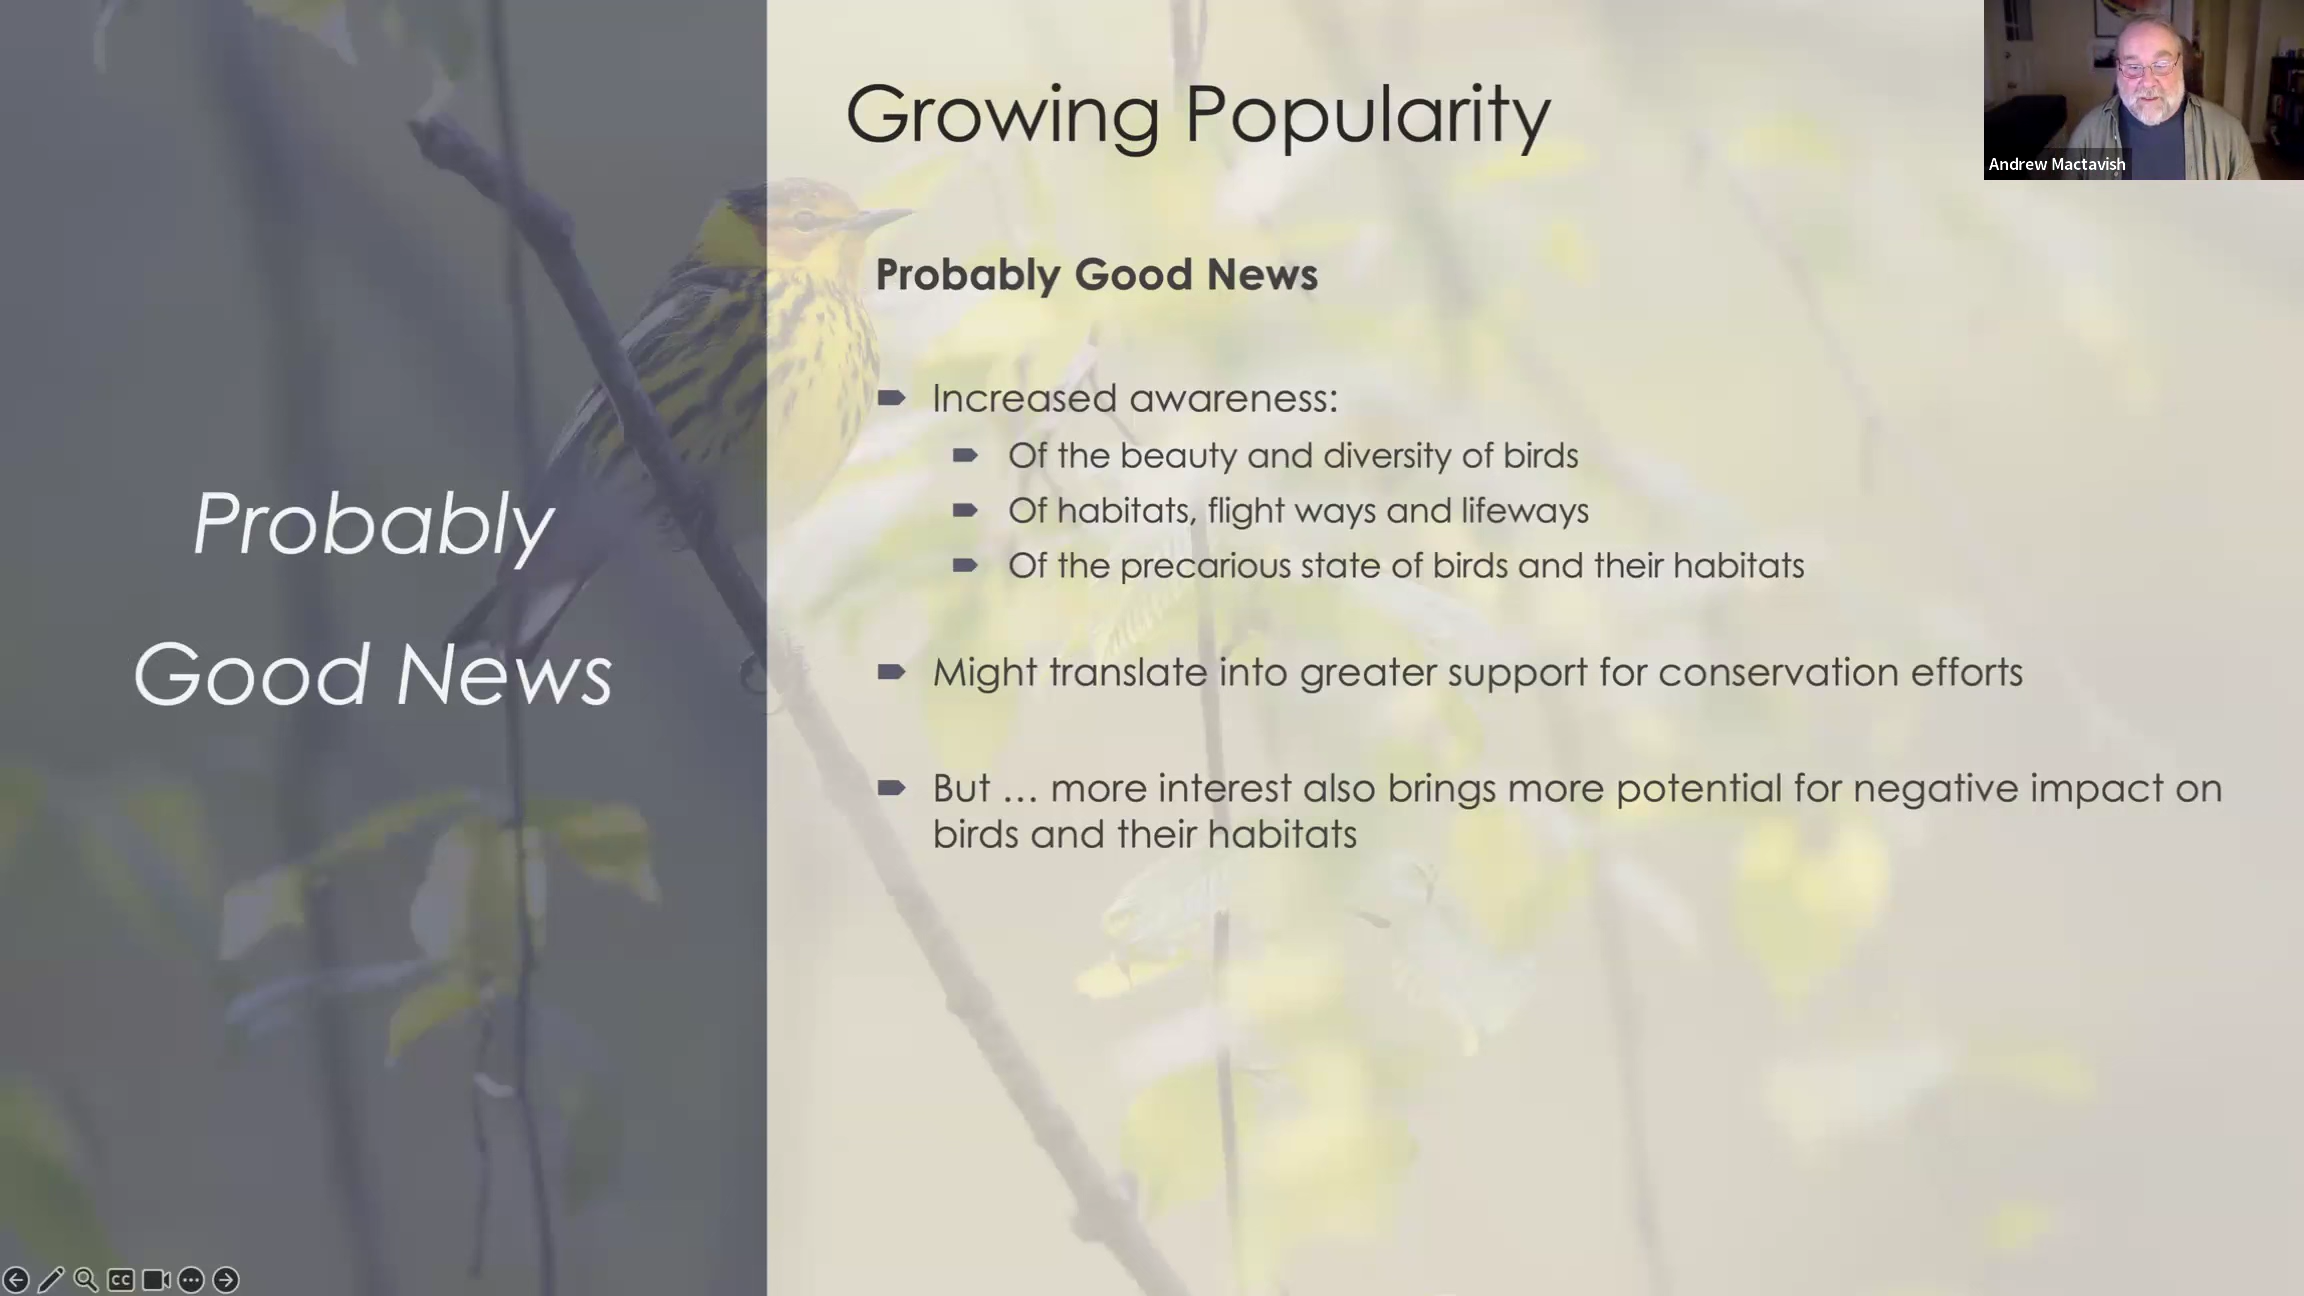 Growing Popularity
Andrew Mactavish
Probably
Good News
Probably Good News
Increased awareness:
Of the beauty and diversity of birds
Of habitats, flight ways and lifeways
Of the precarious state of birds and their habitats
Might translate into greater support for conservation efforts
But … more interest also brings more potential for negative impact on
birds and their habitats
CC